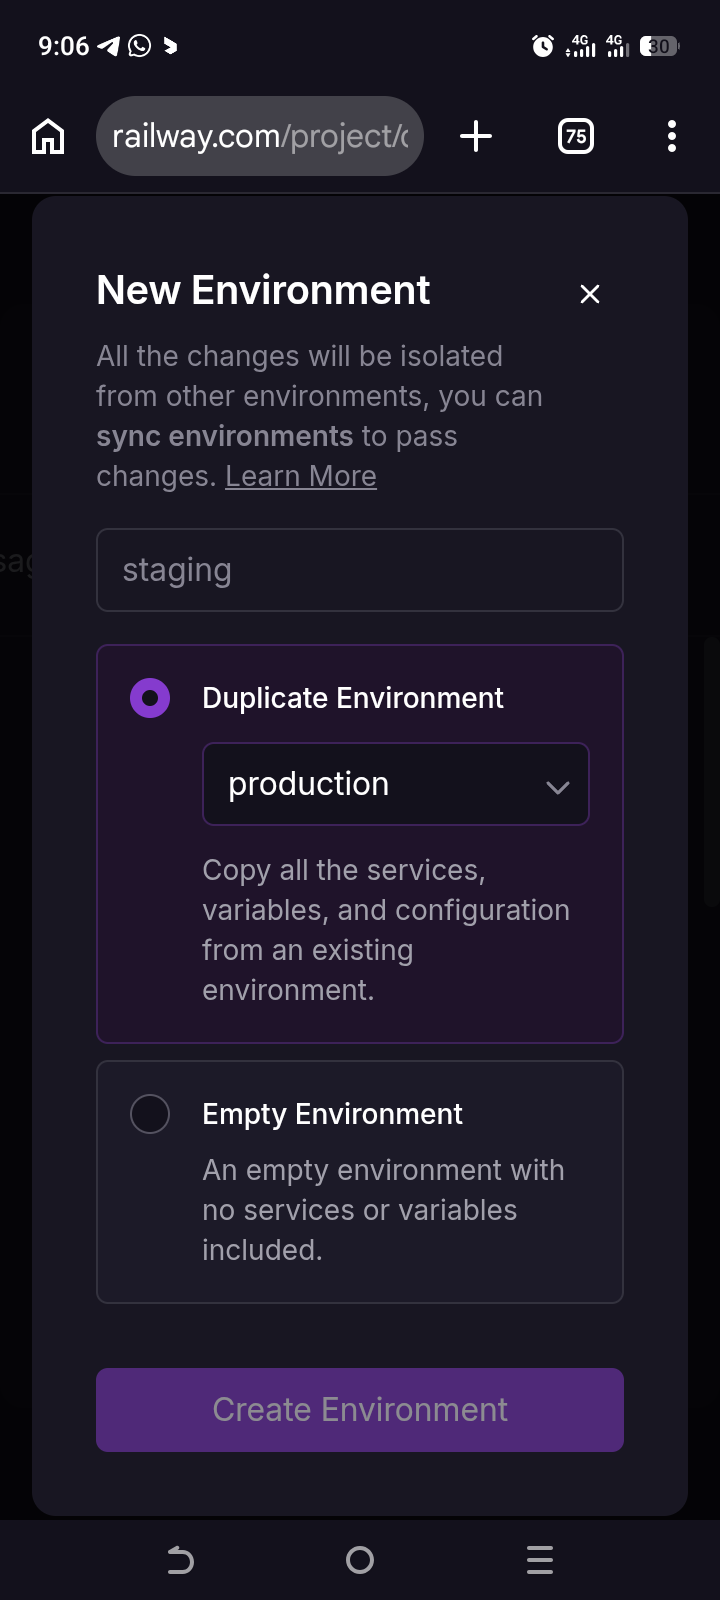 9:06
4G
4G
30
railway.com/project/
75
New Environment
All the changes will be isolated
from other environments, you can
sync environments to pass
changes. Learn More
staging
Duplicate Environment
production
Copy all the services,
variables, and configuration
from an existing
environment.
Empty Environment
An empty environment with
no services or variables
included.
Create Environment